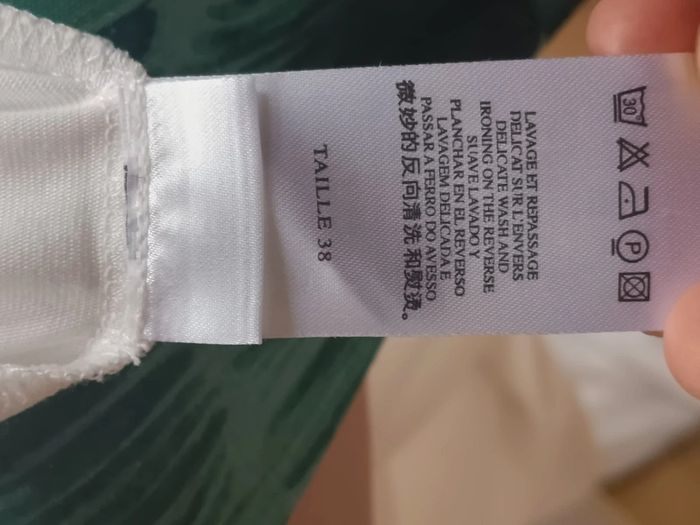 30° P
LAVAGE ET REPASSAGE
DELICAT SUR L'ENVERS
DELICATE WASH AND
IRONING ON THE REVERSE
SUAVE LAVADO Y
PLANCHAR EN EL REVERSO
LAVAGEM DELICADA E
PASSAR A FERRO DO AVESSO
微妙的反向清洗和熨烫。
TAILLE 38